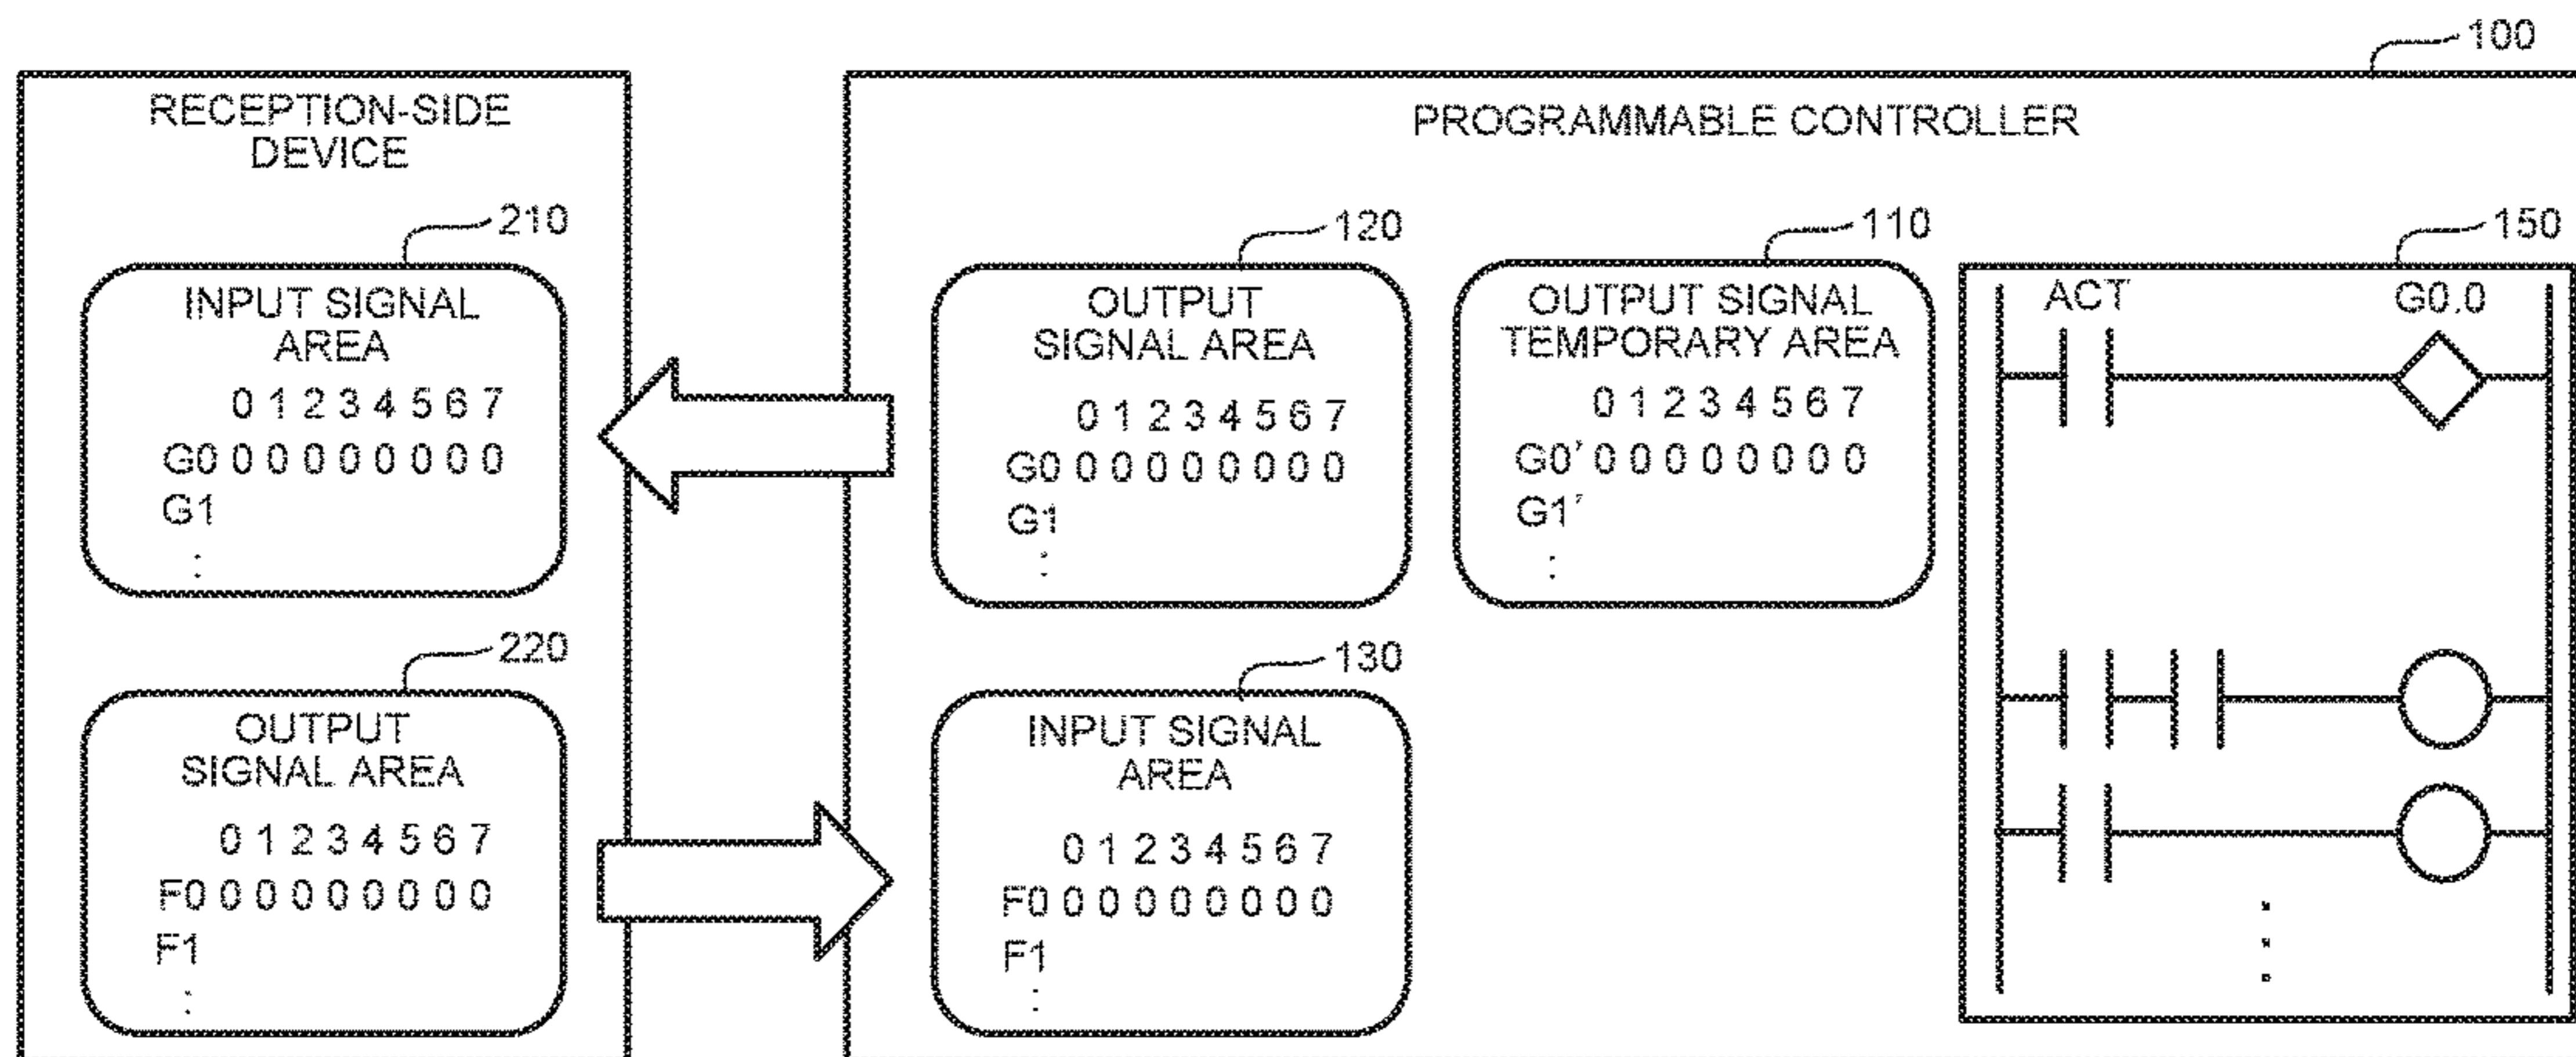 100
RECEPTION-SIDE
DEVICE
PROGRAMMABLE CONTROLLER
210
INPUT SIGNAL
AREA
0 1 2 3 4 5 6 7
G0 0 0 0 0 0 0 0 0
G1
:
120
OUTPUT
SIGNAL AREA
0 1 2 3 4 5 6 7
G0 0 0 0 0 0 0 0 0
G1
:
110
OUTPUT SIGNAL
TEMPORARY AREA
0 1 2 3 4 5 6 7
G0' 0 0 0 0 0 0 0 0
G1'
:
150
ACT
G0.0
220
OUTPUT
SIGNAL AREA
0 1 2 3 4 5 6 7
F0 0 0 0 0 0 0 0 0
F1
:
130
INPUT SIGNAL
AREA
0 1 2 3 4 5 6 7
F0 0 0 0 0 0 0 0 0
F1
: